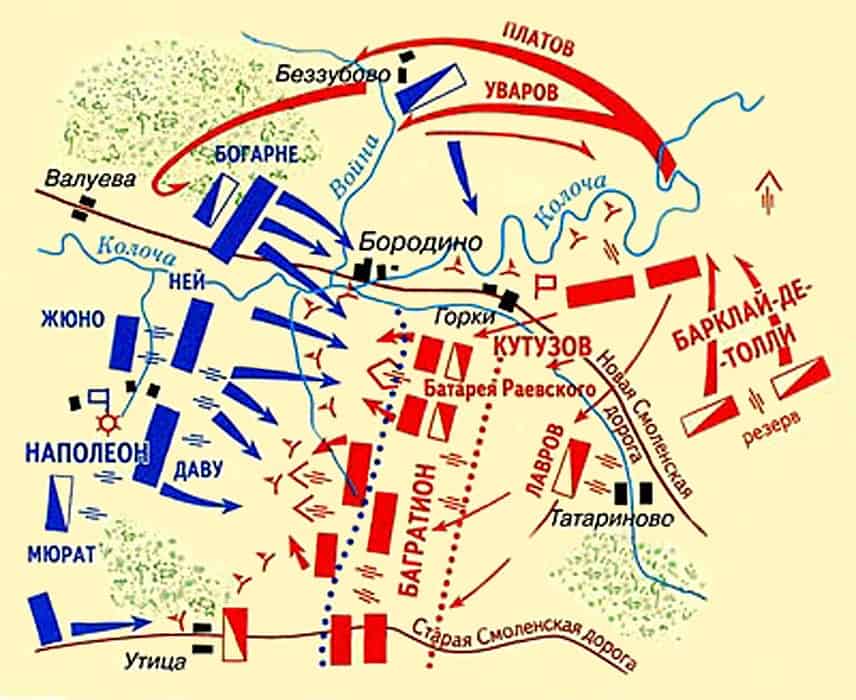 ПЛАТОВ
Беззубово
УВАРОВ
БОГАРНЕ
Война
Валуева
Колоча
Колоча
Бородино
НЕЙ
ЖЮНО
Горки
КУТУЗОВ
БАРКЛАЙ-ДЕ-
-ТОЛЛИ
Батарея Раевского
Новая Смоленская
дорога
резерв
НАПОЛЕОН
ДАВУ
ЛАВРОВ
БАГРАТИОН
Татариново
МЮРАТ
Утица
Старая Смоленская дорога